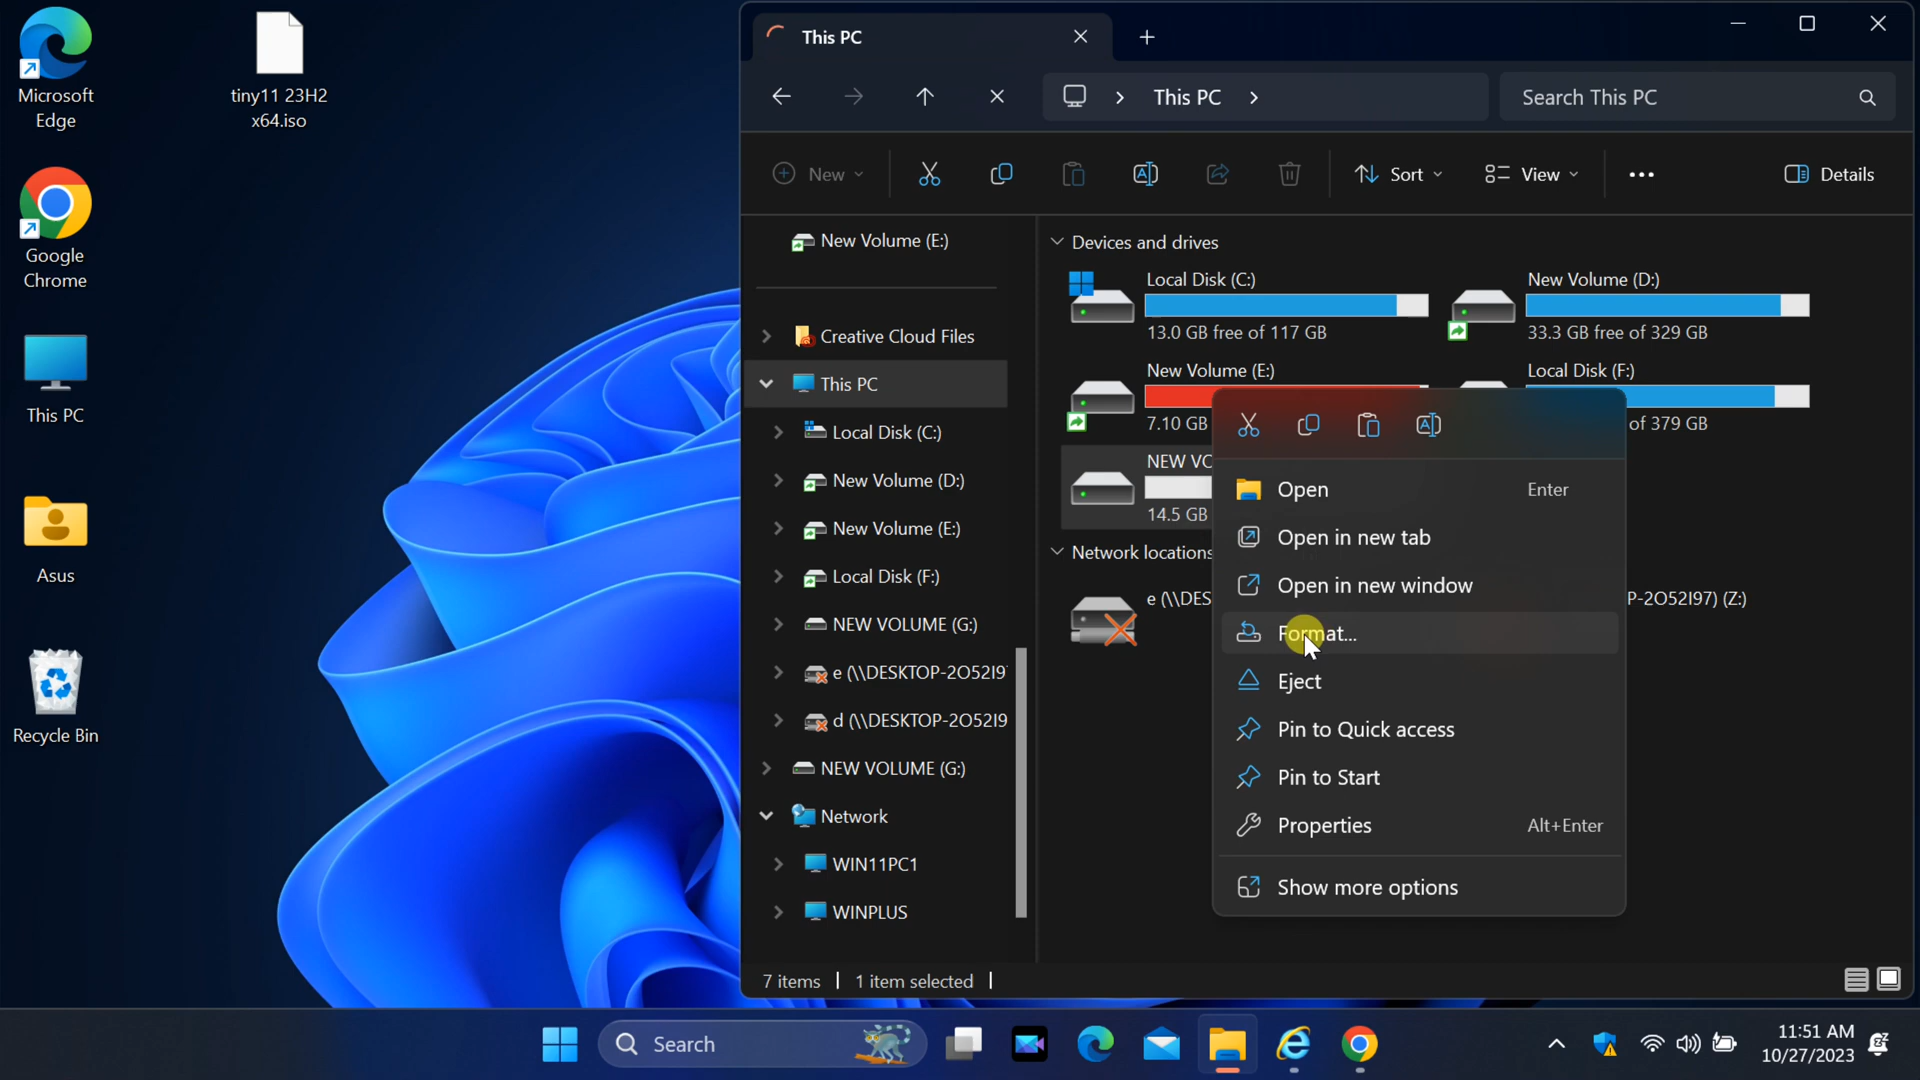 Microsoft
Edge
tiny11 23H2
x64.iso
Google
Chrome
This PC
Asus
Recycle Bin
This PC
This PC
Search This PC
New
Sort
View
Details
New Volume (E:)
Creative Cloud Files
This PC
Local Disk (C:)
New Volume (D:)
New Volume (E:)
Local Disk (F:)
NEW VOLUME (G:)
e (\\DESKTOP-2O52I9
d (\\DESKTOP-2O52I9
NEW VOLUME (G:)
Network
WIN11PC1
WINPLUS
Devices and drives
Local Disk (C:)
13.0 GB free of 117 GB
New Volume (D:)
33.3 GB free of 329 GB
New Volume (E:)
7.10 GB
Local Disk (F:)
of 379 GB
NEW VO
14.5 GB
Network locations
e (\\DES
P-2O52I97) (Z:)
Open Enter
Open in new tab
Open in new window
Format...
Eject
Pin to Quick access
Pin to Start
Properties Alt+Enter
Show more options
7 items
1 item selected
Search
11:51 AM
10/27/2023